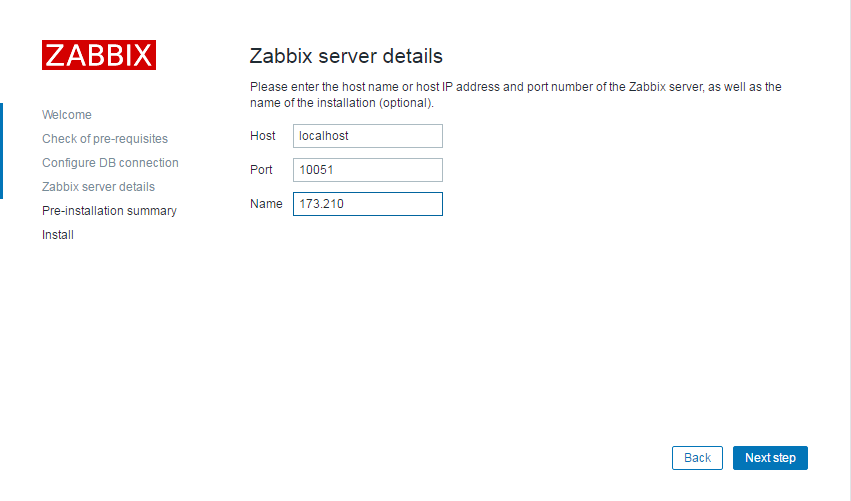 ZABBIX
Welcome
Check of pre-requisites
Configure DB connection
Zabbix server details
Pre-installation summary
Install
Zabbix server details
Please enter the host name or host IP address and port number of the Zabbix server, as well as the
name of the installation (optional).
Host localhost
Port 10051
Name 173.210
Back Next step